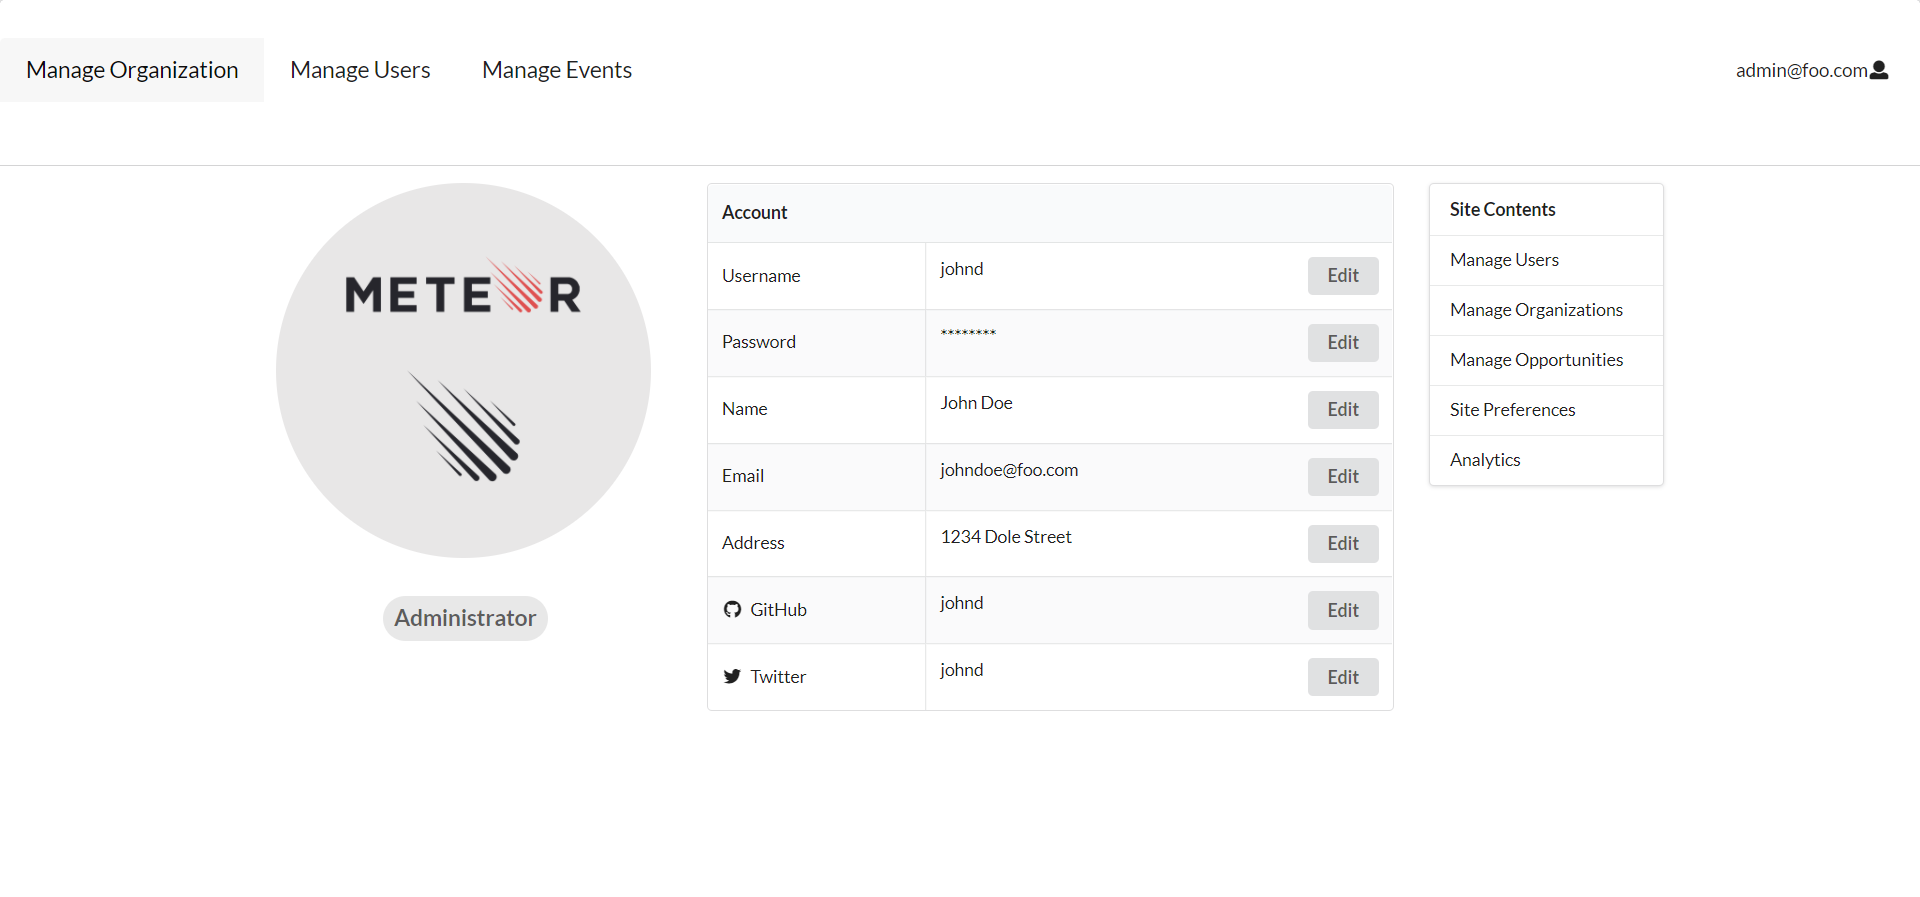 Manage Organization Manage Users Manage Events admin@foo.com
METEOR
Administrator
Account
Username johnd Edit
Password ******** Edit
Name John Doe Edit
Email johndoe@foo.com Edit
Address 1234 Dole Street Edit
GitHub johnd Edit
Twitter johnd Edit
Site Contents
Manage Users
Manage Organizations
Manage Opportunities
Site Preferences
Analytics